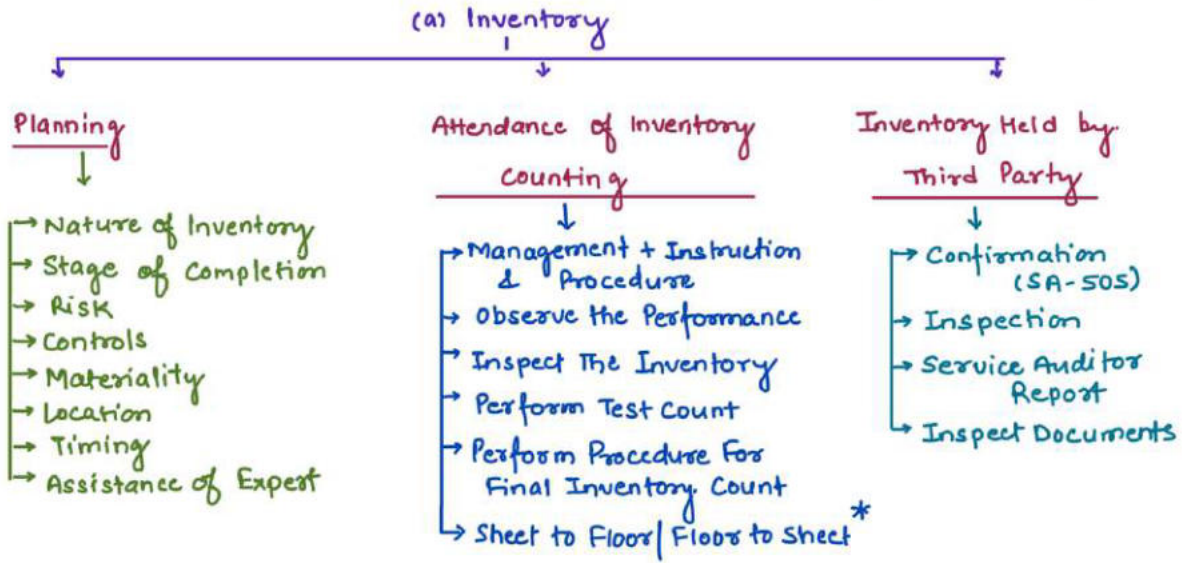 (a) Inventory
Planning
→ Nature of Inventory
→ Stage of Completion
→ Risk
→ Controls
→ Materiality
→ Location
→ Timing
→ Assistance of Expert
Attendance of Inventory
Counting
→ Management + Instruction
& Procedure
→ Observe the Performance
→ Inspect The Inventory
→ Perform Test Count
→ Perform Procedure For
Final Inventory Count
→ Sheet to Floor/Floor to Sheet *
Inventory Held by
Third Party
→ Confirmation
(SA-505)
→ Inspection
→ Service Auditor
Report
→ Inspect Documents